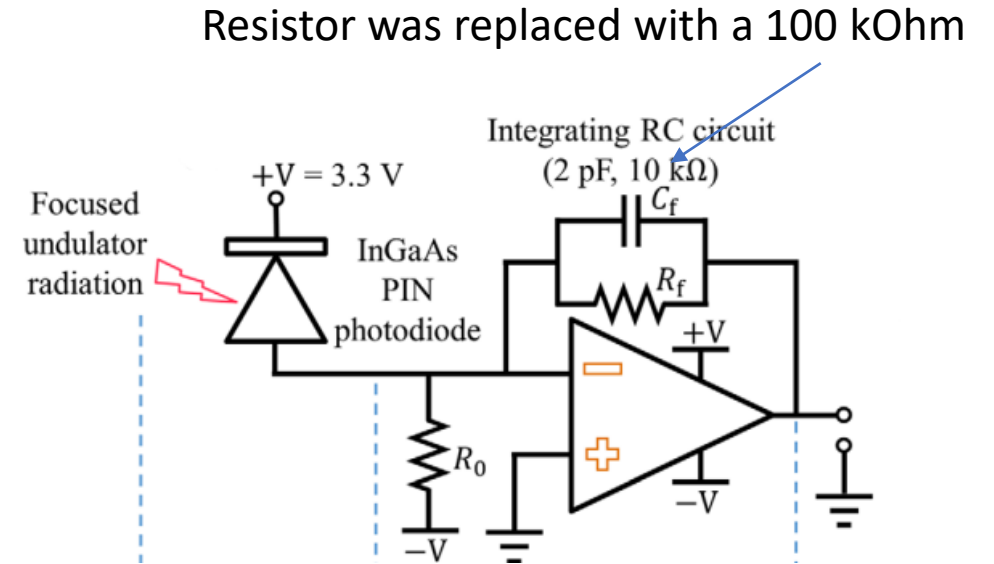 Resistor was replaced with a 100 kOhm
Integrating RC circuit
(2 pF, 10 kΩ)
+V = 3.3 V
Focused
undulator
radiation
InGaAs
PIN
photodiode
C_f
R_f
+V
R_0
−V
−V